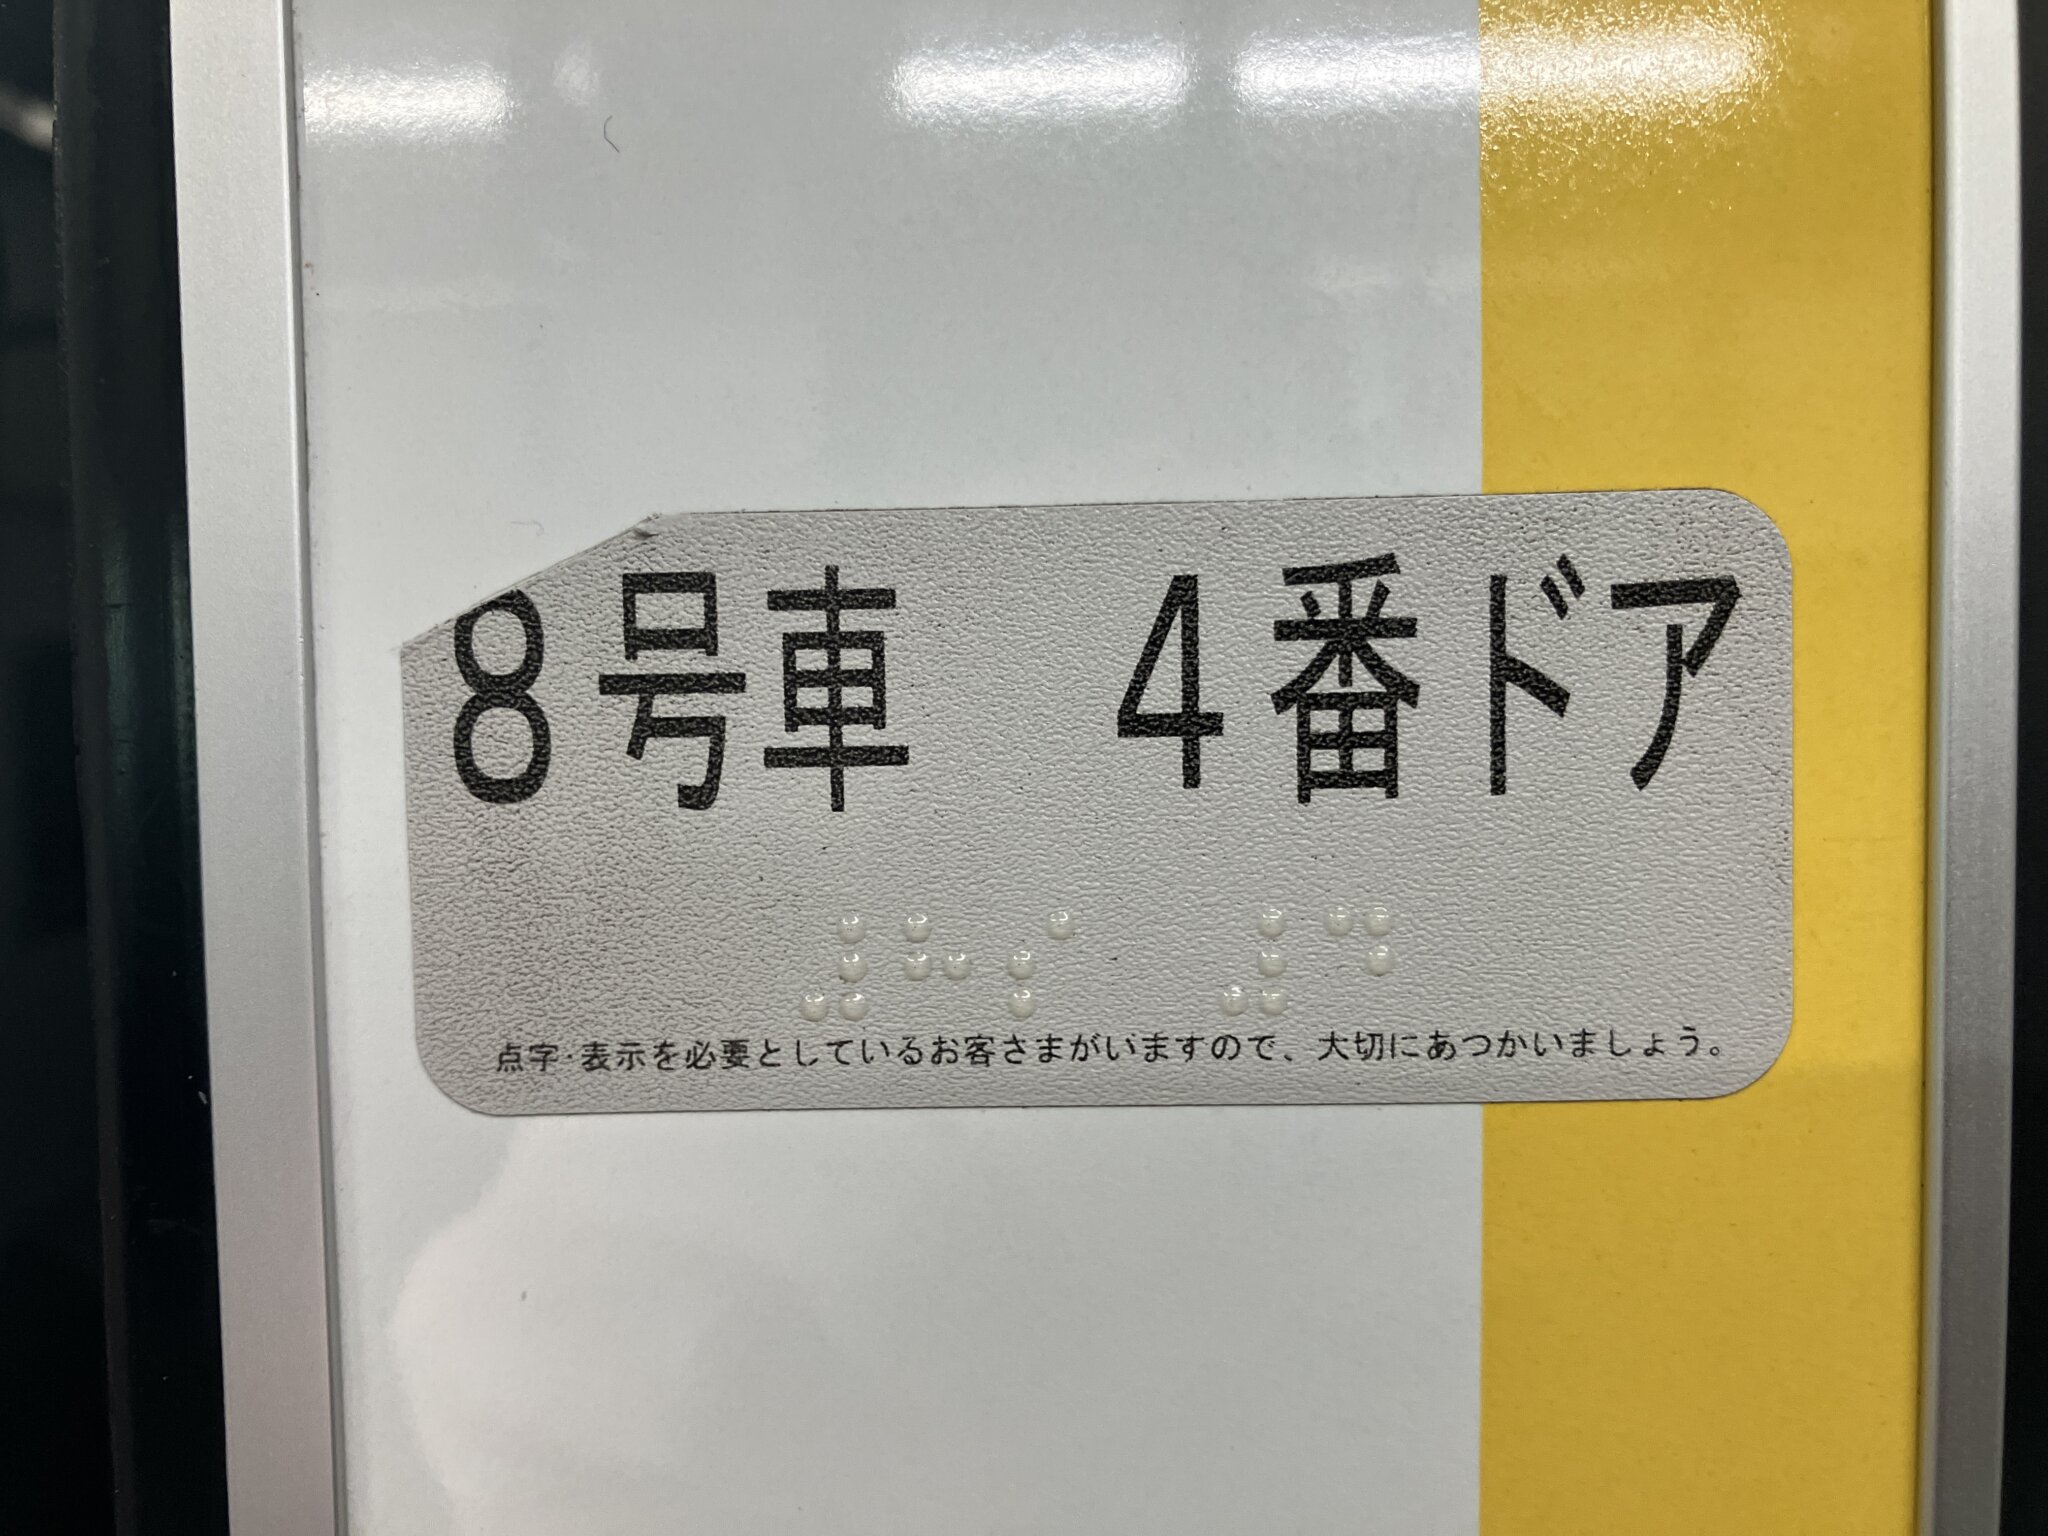 8号車　4番ドア
⠼⠓⠰⠁ ⠼⠙
点字・表示を必要としているお客さまがいますので、大切にあつかいましょう。